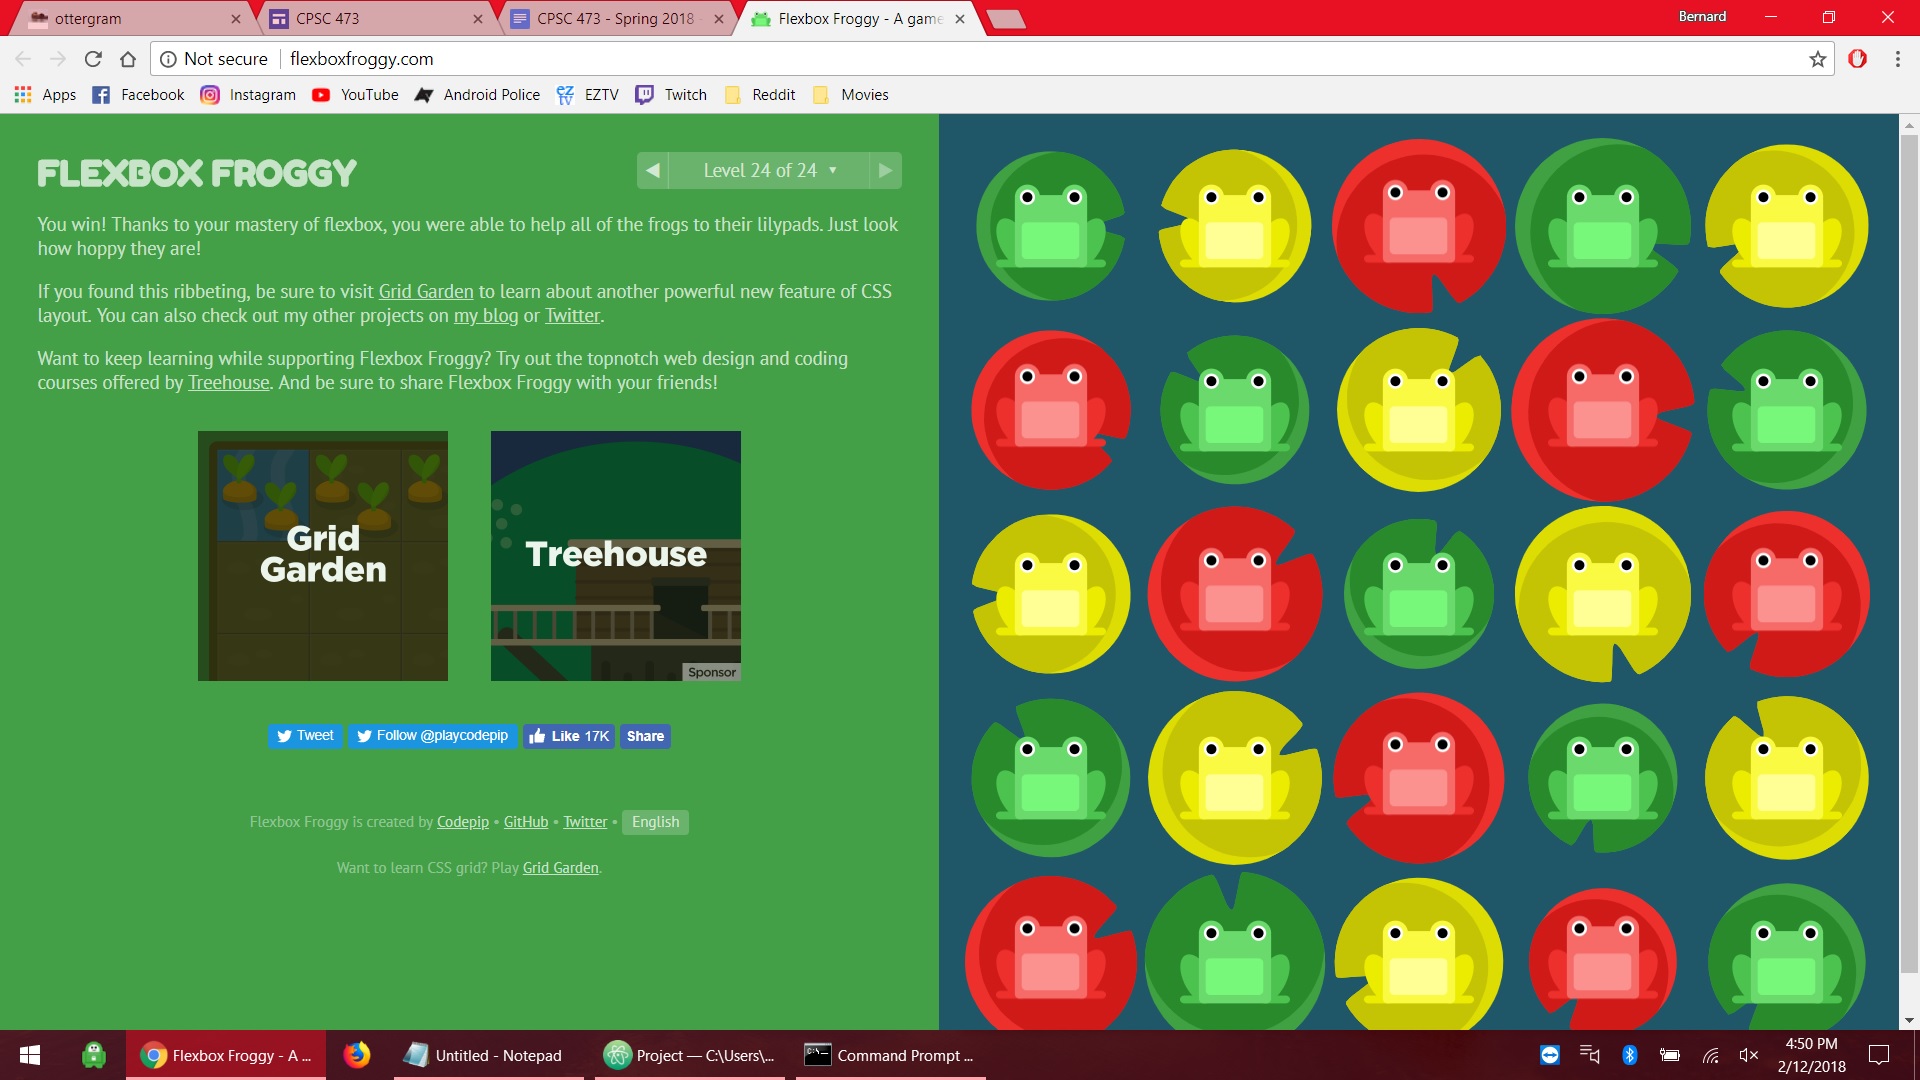 ottergram
CPSC 473
CPSC 473 - Spring 2018
Flexbox Froggy - A game
Bernard
Not secure
flexboxfroggy.com
Apps
Facebook
Instagram
YouTube
Android Police
EZTV
Twitch
Reddit
Movies
FLEXBOX FROGGY
Level 24 of 24
You win! Thanks to your mastery of flexbox, you were able to help all of the frogs to their lilypads. Just look
how hoppy they are!
If you found this ribbeting, be sure to visit Grid Garden to learn about another powerful new feature of CSS
layout. You can also check out my other projects on my blog or Twitter.
Want to keep learning while supporting Flexbox Froggy? Try out the topnotch web design and coding
courses offered by Treehouse. And be sure to share Flexbox Froggy with your friends!
Grid
Garden
Treehouse
Sponsor
Tweet
Follow @playcodepip
Like 17K
Share
Flexbox Froggy is created by Codepip • GitHub • Twitter • English
Want to learn CSS grid? Play Grid Garden.
Flexbox Froggy - A ...
Untitled - Notepad
Project — C:\Users\...
Command Prompt ...
4:50 PM
2/12/2018